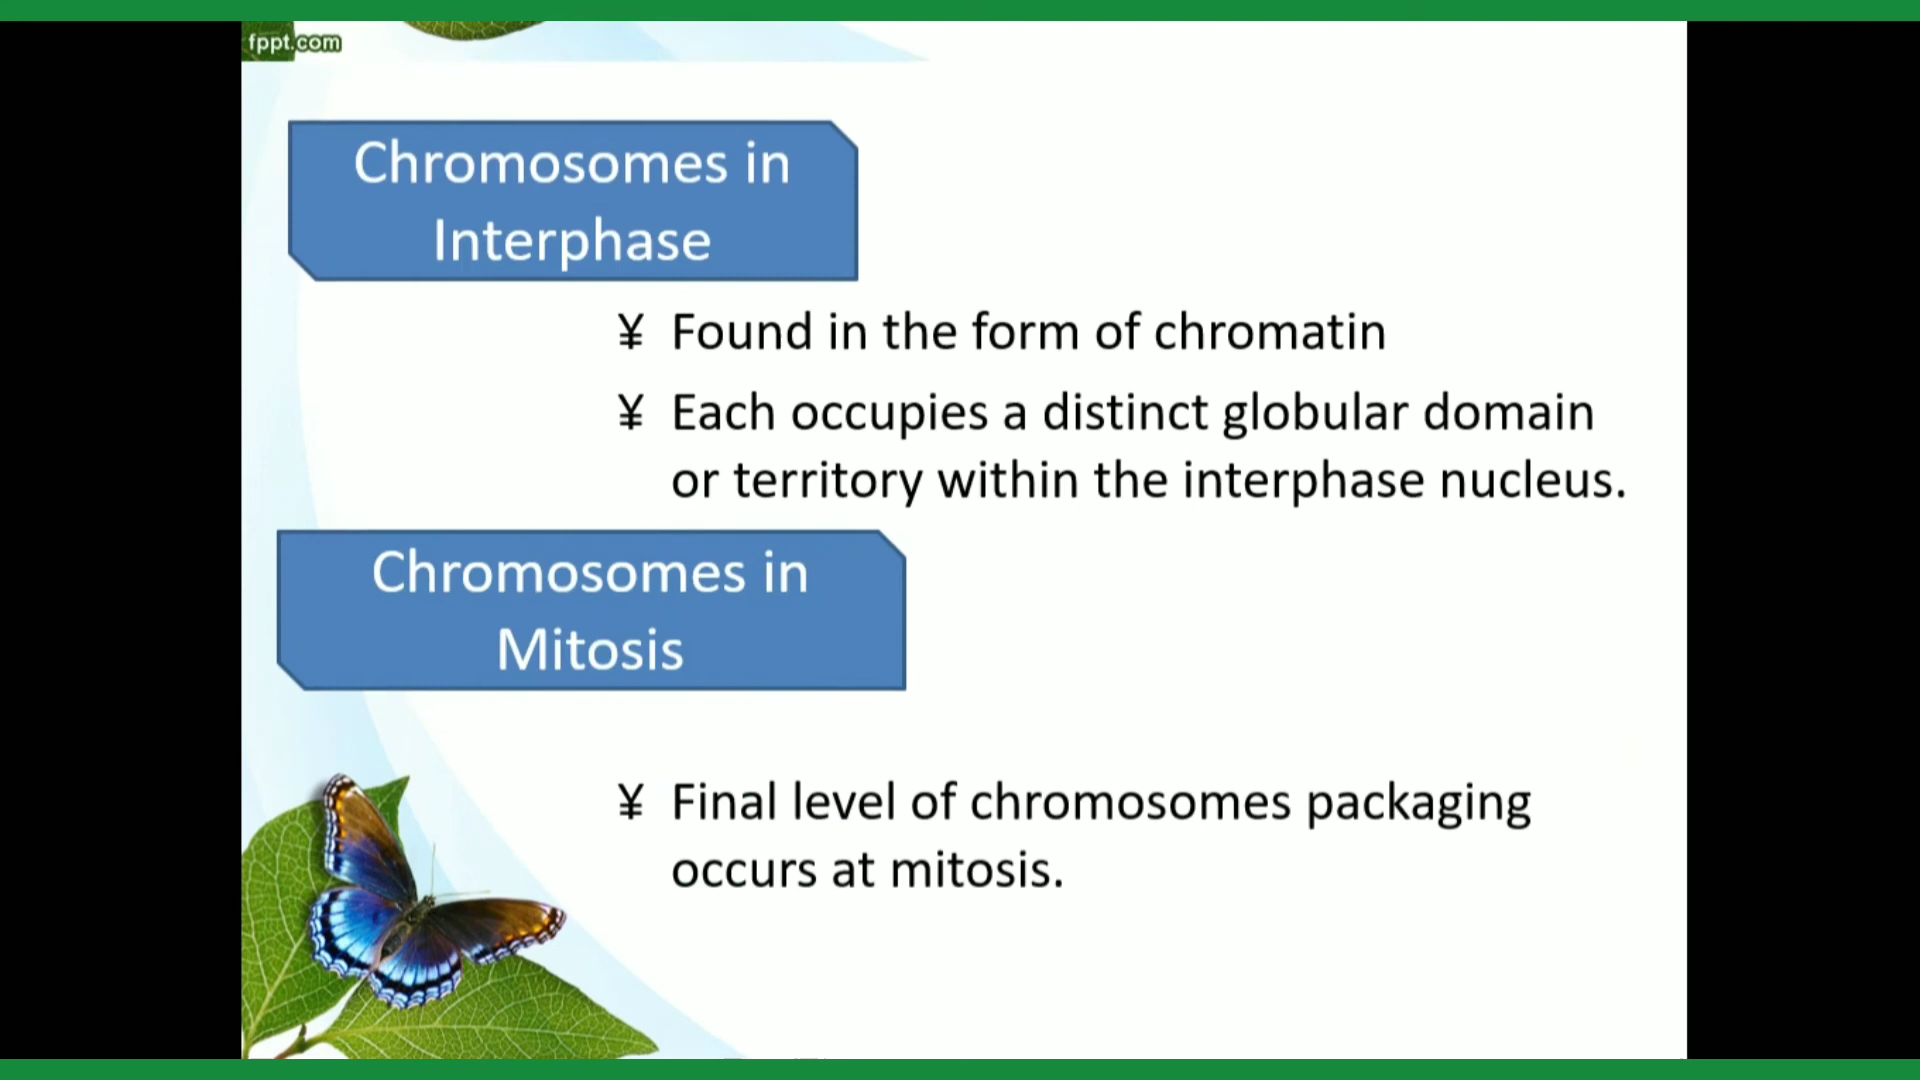 fppt.com
Chromosomes in
Interphase
¥ Found in the form of chromatin
¥ Each occupies a distinct globular domain
or territory within the interphase nucleus.
Chromosomes in
Mitosis
¥ Final level of chromosomes packaging
occurs at mitosis.